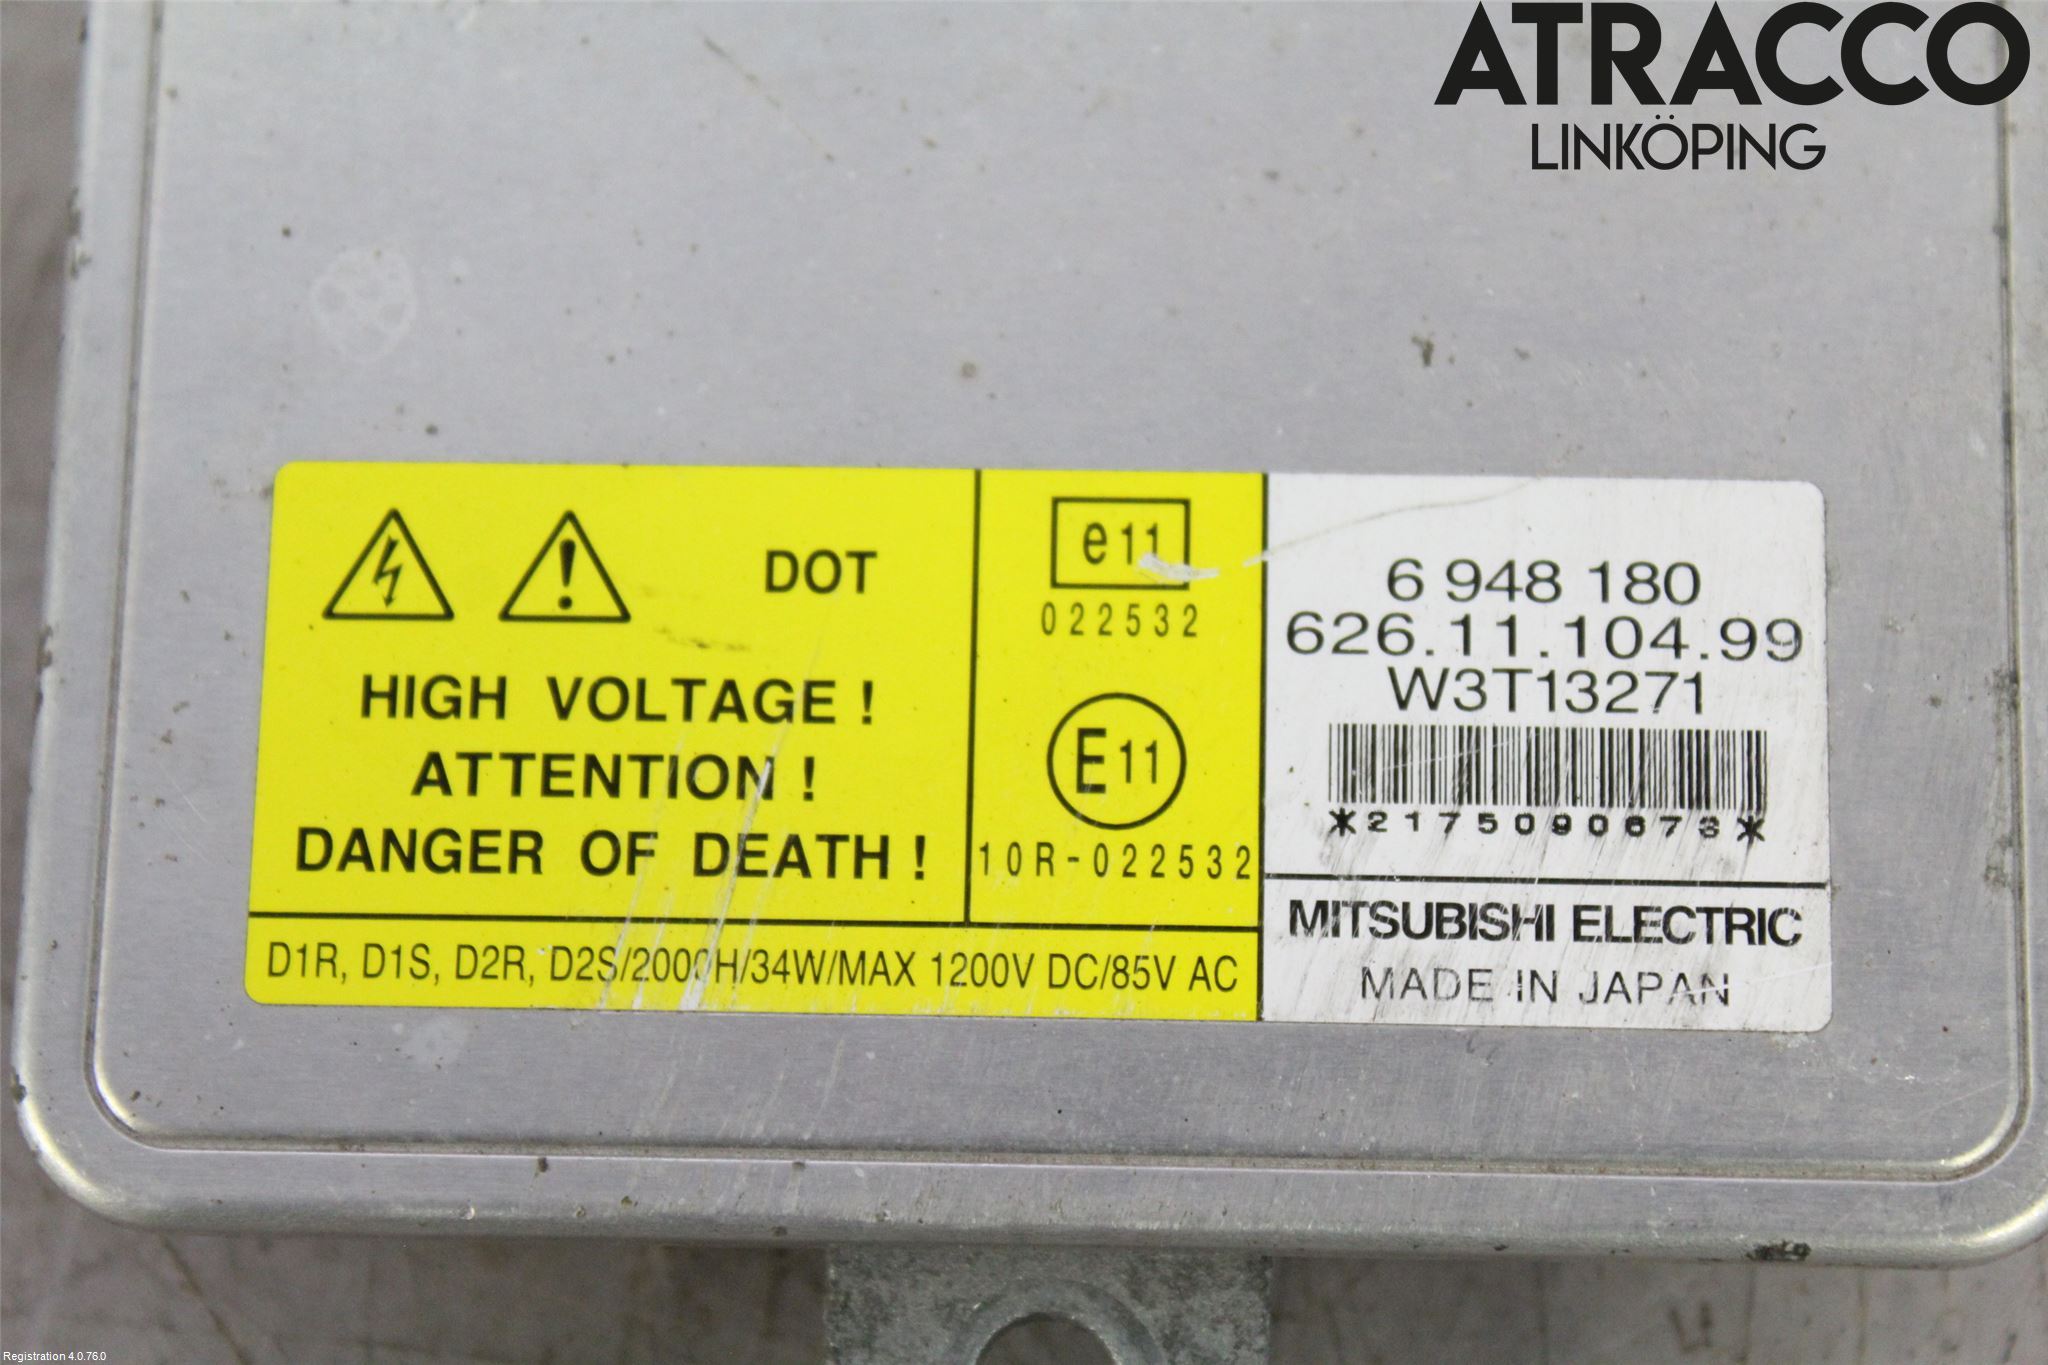 ATRACCO
LINKÖPING
DOT
HIGH VOLTAGE !
ATTENTION !
DANGER OF DEATH !
e11
022532
E11
10R-022532
6 948 180
626.11.104.99
W3T13271
*2175090673*
MITSUBISHI ELECTRIC
MADE IN JAPAN
D1R, D1S, D2R, D2S/2000H/34W/MAX 1200V DC/85V AC
Registration 4.0.76.0